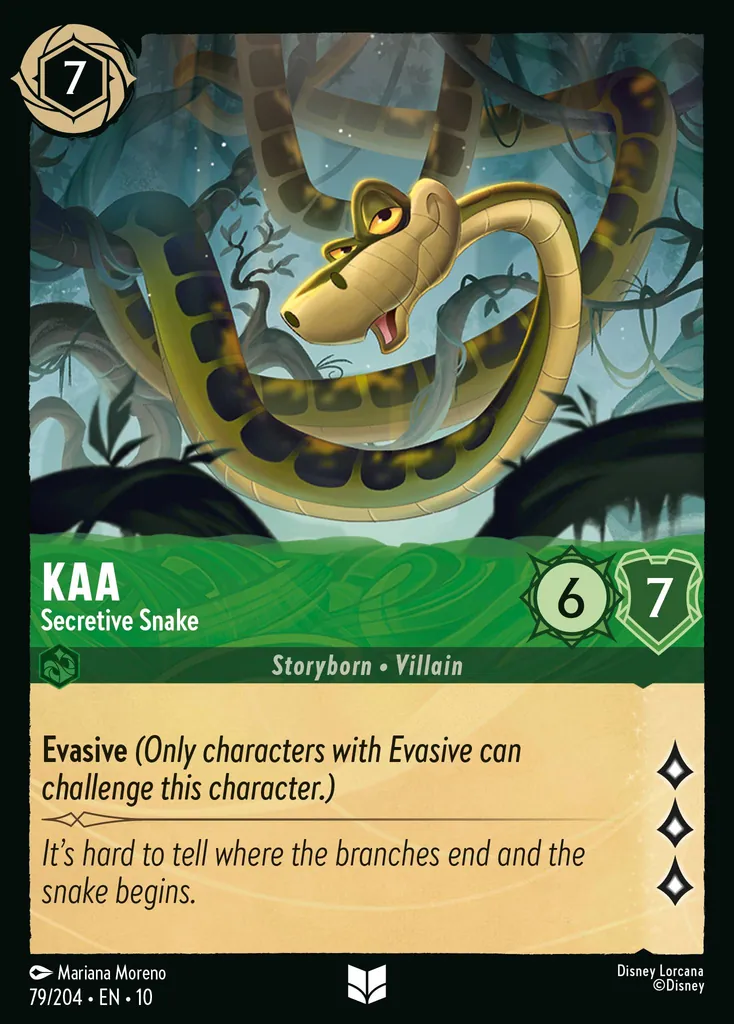 7
KAA
Secretive Snake
6
7
Storyborn • Villain
Evasive (Only characters with Evasive can
challenge this character.)
It's hard to tell where the branches end and the
snake begins.
Mariana Moreno
79/204 • EN • 10
Disney Lorcana
©Disney